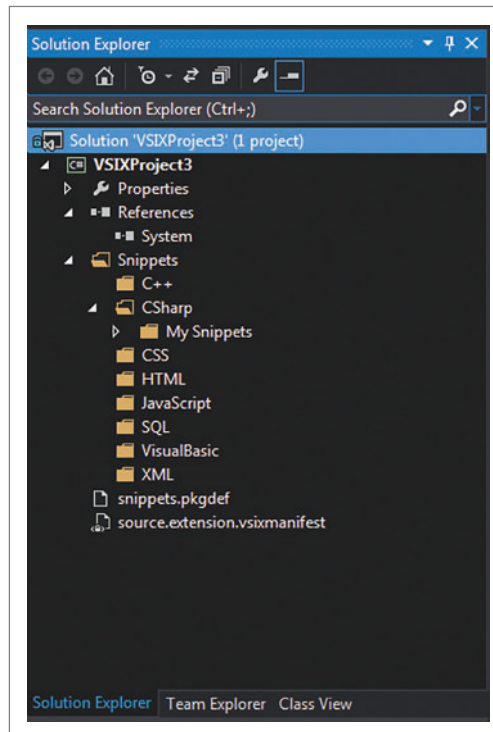 Solution Explorer
Search Solution Explorer (Ctrl+;)
Solution 'VSIXProject3' (1 project)
C# VSIXProject3
Properties
References
System
Snippets
C++
CSharp
My Snippets
CSS
HTML
JavaScript
SQL
VisualBasic
XML
snippets.pkgdef
source.extension.vsixmanifest
Solution Explorer Team Explorer Class View